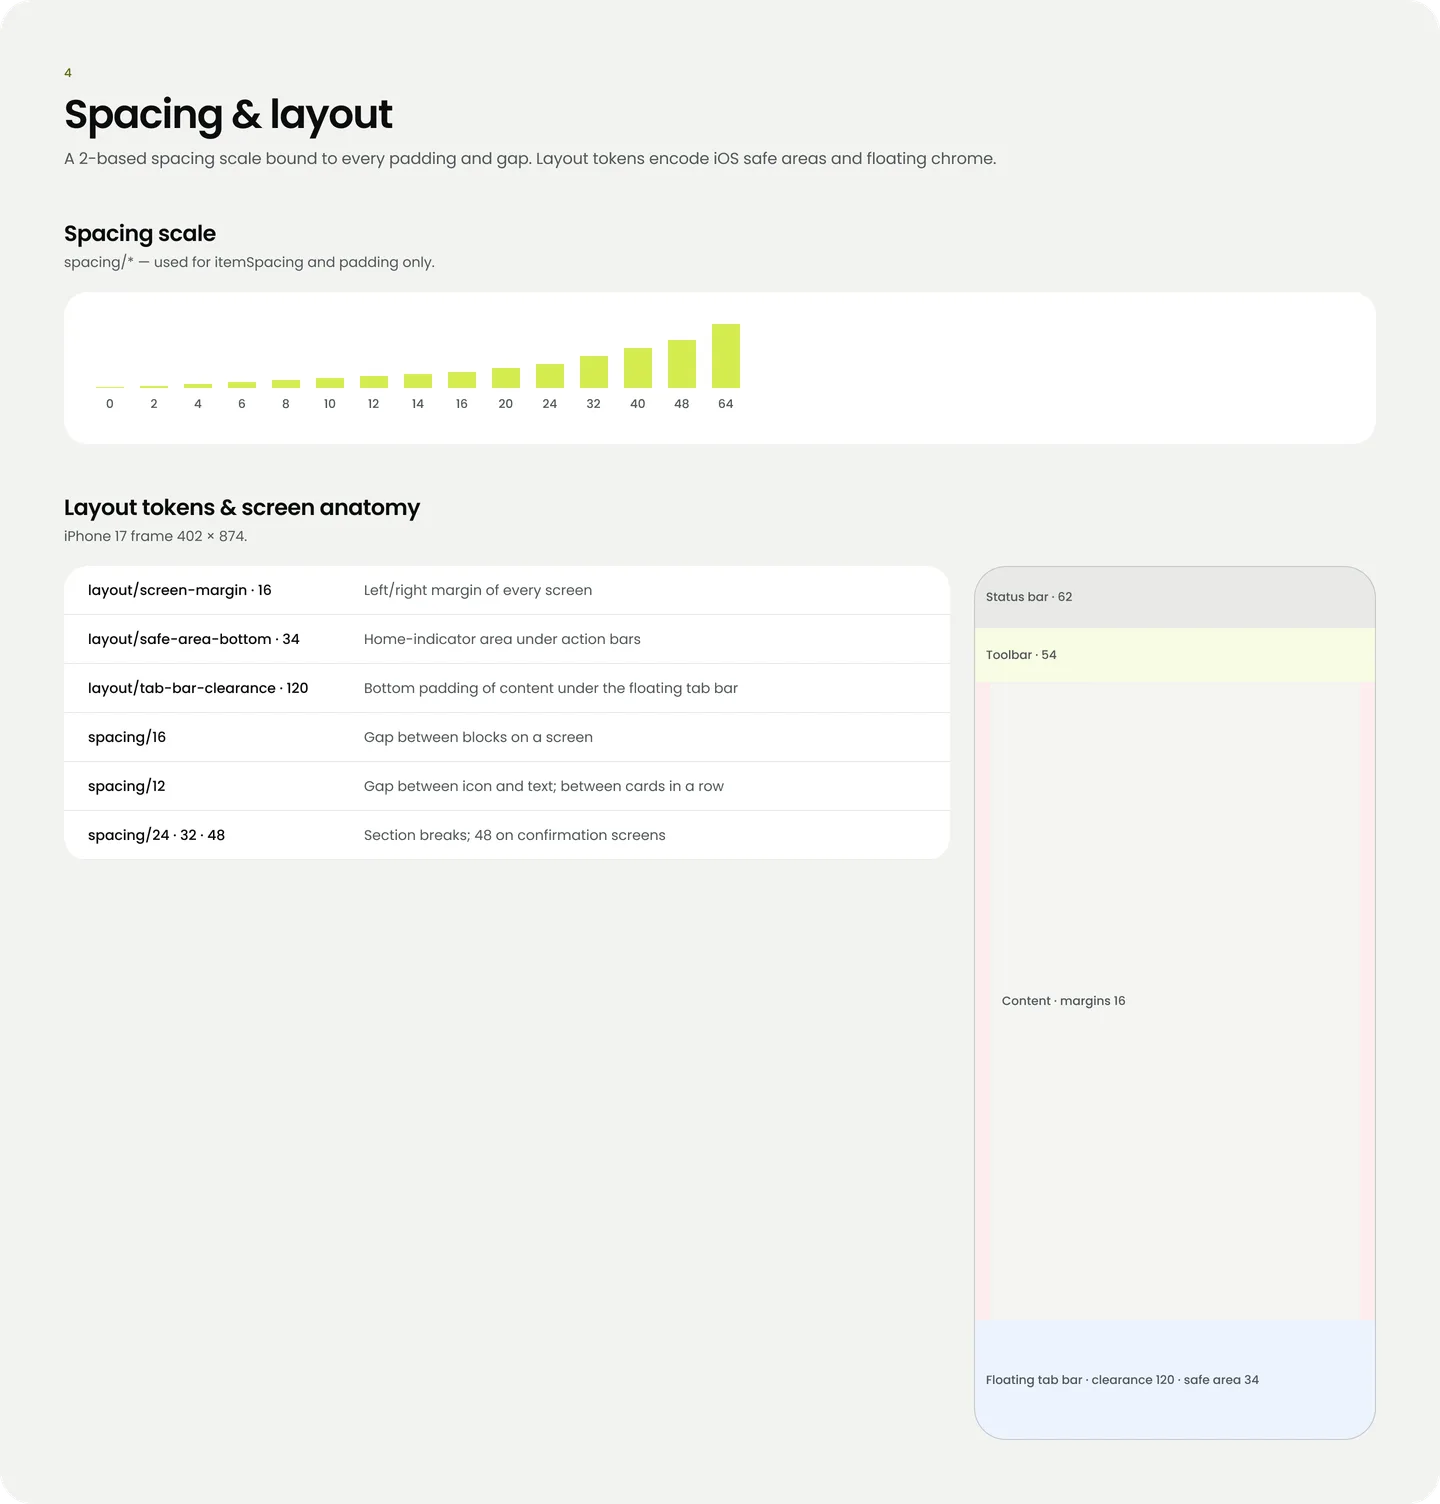 4
Spacing & layout
A 2-based spacing scale bound to every padding and gap. Layout tokens encode iOS safe areas and floating chrome.
Spacing scale
spacing/* — used for itemSpacing and padding only.
0 2 4 6 8 10 12 14 16 20 24 32 40 48 64
Layout tokens & screen anatomy
iPhone 17 frame 402 × 874.
layout/screen-margin · 16 Left/right margin of every screen
layout/safe-area-bottom · 34 Home-indicator area under action bars
layout/tab-bar-clearance · 120 Bottom padding of content under the floating tab bar
spacing/16 Gap between blocks on a screen
spacing/12 Gap between icon and text; between cards in a row
spacing/24 · 32 · 48 Section breaks; 48 on confirmation screens
Status bar · 62
Toolbar · 54
Content · margins 16
Floating tab bar · clearance 120 · safe area 34